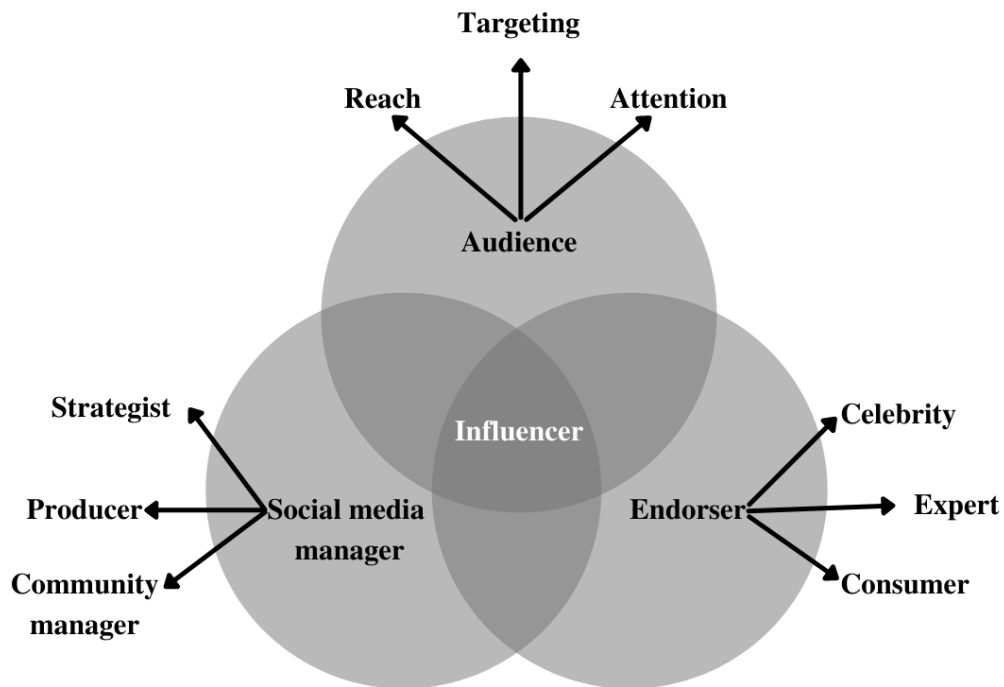 Targeting
Reach
Attention
Audience
Strategist
Influencer
Celebrity
Producer
Social media
manager
Endorser
Expert
Community
manager
Consumer